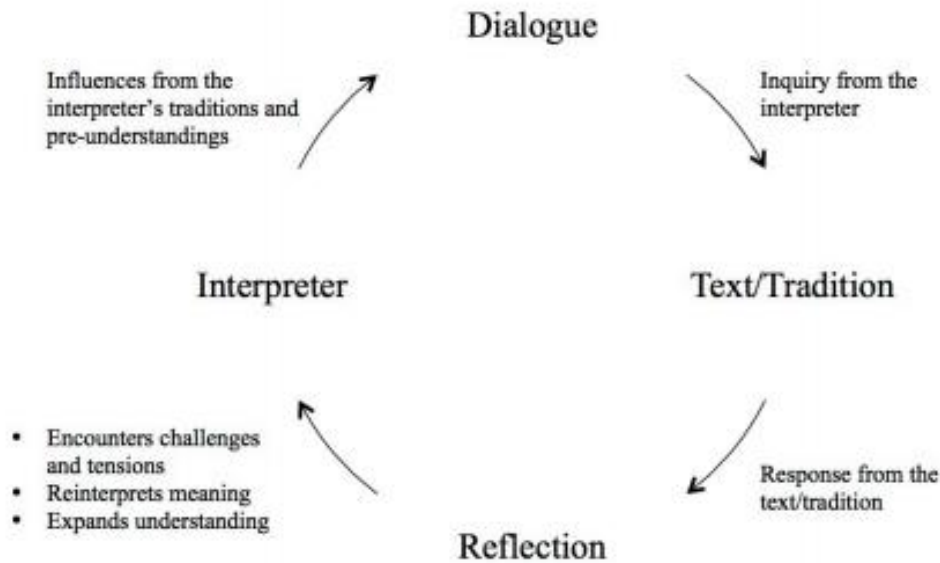 Dialogue
Influences from the
interpreter's traditions and
pre-understandings
Inquiry from the
interpreter
Interpreter
Text/Tradition
• Encounters challenges
and tensions
• Reinterprets meaning
• Expands understanding
Response from the
text/tradition
Reflection